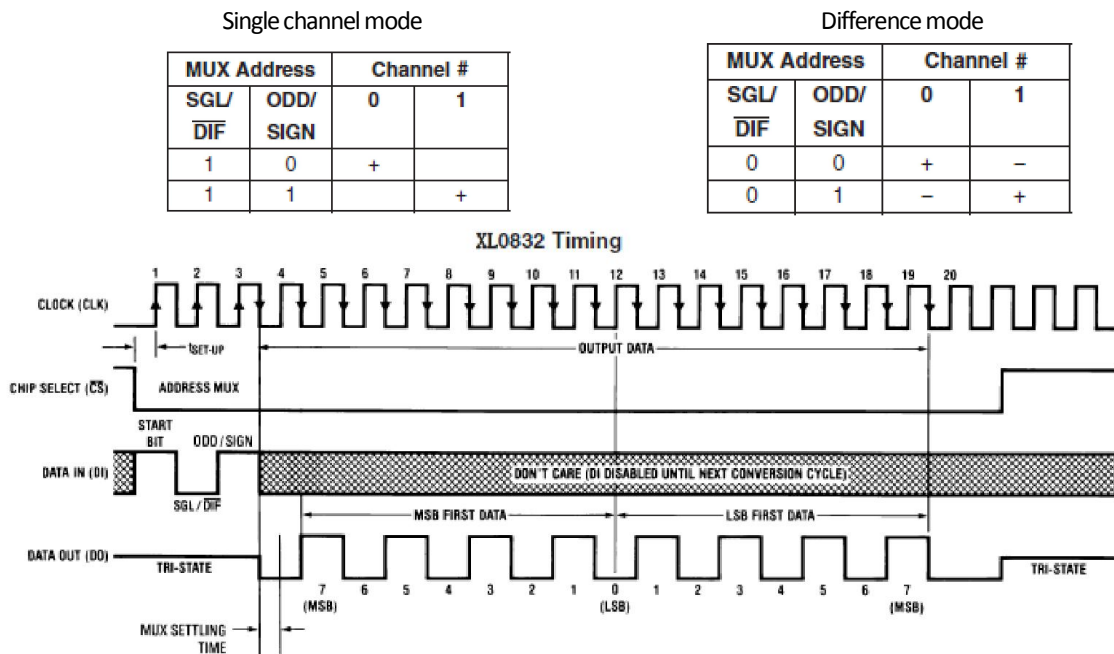 Single channel mode
MUX Address Channel #
SGL/ ODD/ 0 1
DIF SIGN
1 0 +
1 1 +
Difference mode
MUX Address Channel #
SGL/ ODD/ 0 1
DIF SIGN
0 0 + –
0 1 – +
XL0832 Timing
1 2 3 4 5 6 7 8 9 10 11 12 13 14 15 16 17 18 19 20
CLOCK (CLK)
tSET-UP
OUTPUT DATA
CHIP SELECT (CS)
ADDRESS MUX
START
BIT
ODD/SIGN
DATA IN (DI)
DON'T CARE (DI DISABLED UNTIL NEXT CONVERSION CYCLE)
SGL/DIF
MSB FIRST DATA
LSB FIRST DATA
DATA OUT (DO)
TRI-STATE
TRI-STATE
7 6 5 4 3 2 1 0 1 2 3 4 5 6 7
(MSB) (LSB) (MSB)
MUX SETTLING
TIME